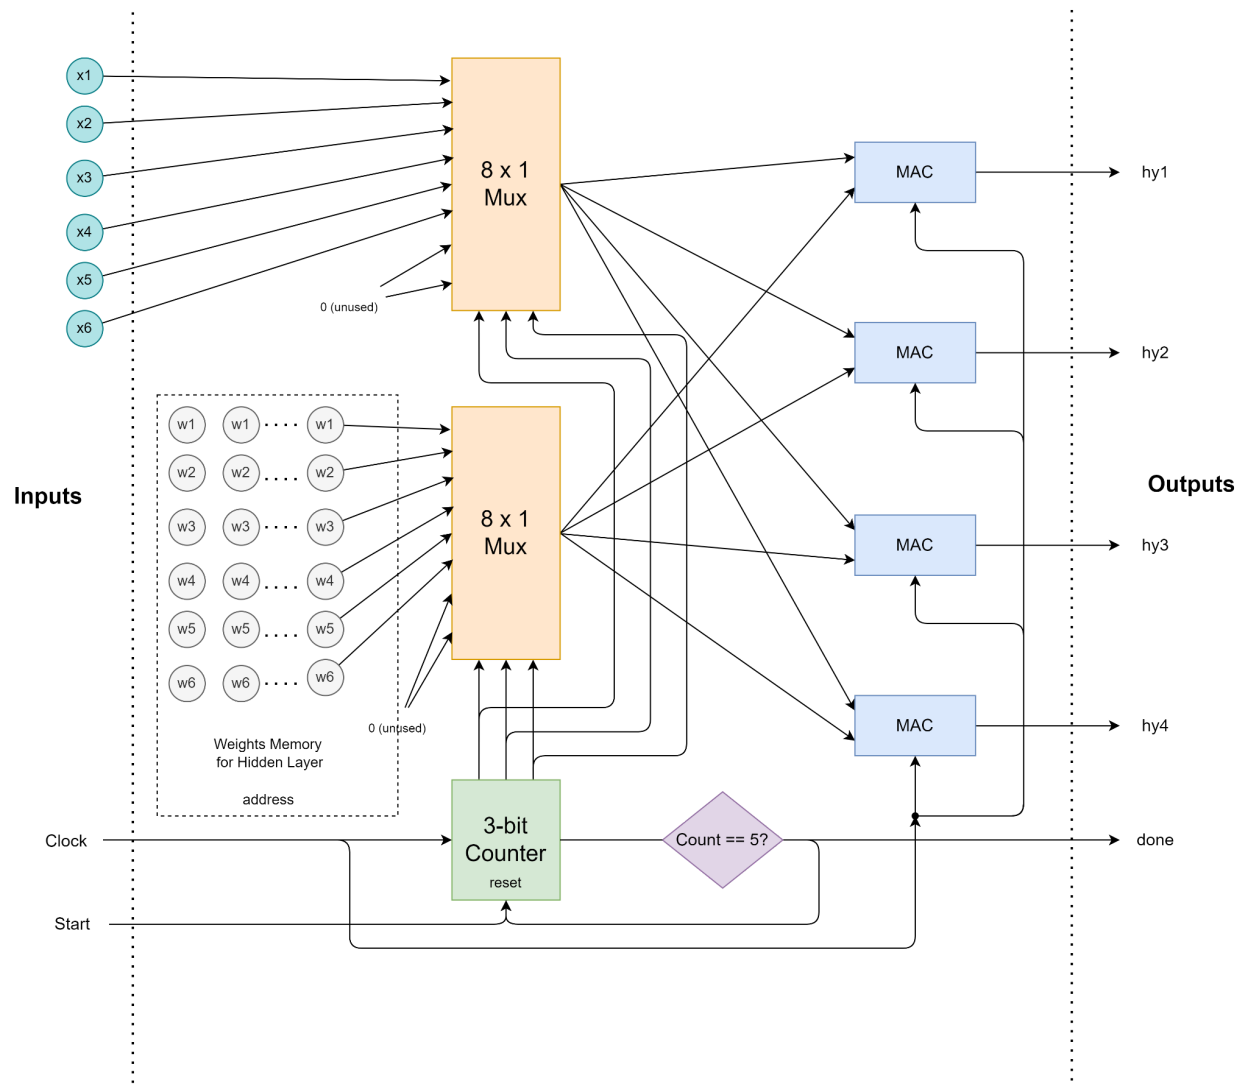 x1
x2
x3
x4
x5
x6
8 x 1
Mux
0 (unused)
MAC
hy1
MAC
hy2
MAC
hy3
MAC
hy4
Inputs
Outputs
w1 w1 .... w1
w2 w2 .... w2
w3 w3 .... w3
w4 w4 .... w4
w5 w5 .... w5
w6 w6 .... w6
8 x 1
Mux
0 (unused)
Weights Memory
for Hidden Layer
address
Clock
3-bit
Counter
reset
Count == 5?
done
Start